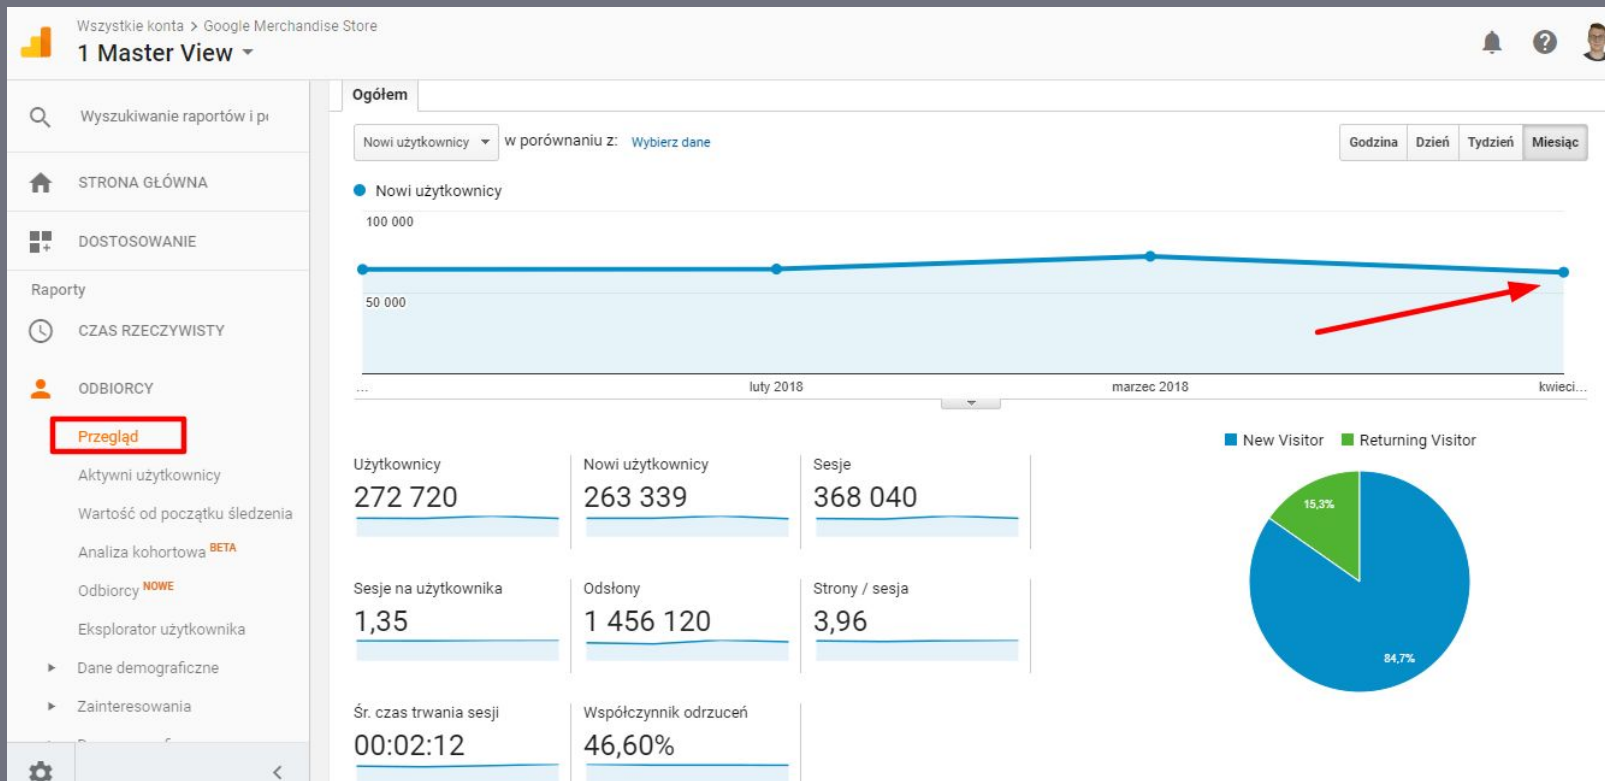 Wszystkie konta > Google Merchandise Store
1 Master View
Wyszukiwanie raportów i
STRONA GŁÓWNA
DOSTOSOWANIE
Raporty
CZAS RZECZYWISTY
ODBIORCY
Przegląd
Aktywni użytkownicy
Wartość od początku śledzenia
Analiza kohortowa BETA
Odbiorcy NOWE
Eksplorator użytkownika
Dane demograficzne
Zainteresowania
Ogółem
Nowi użytkownicy w porównaniu z: Wybierz dane
Godzina Dzień Tydzień Miesiąc
Nowi użytkownicy
100 000
50 000
... luty 2018 marzec 2018 kwieci...
New Visitor Returning Visitor
15,3%
84,7%
Użytkownicy
272 720
Nowi użytkownicy
263 339
Sesje
368 040
Sesje na użytkownika
1,35
Odsłony
1 456 120
Strony / sesja
3,96
Śr. czas trwania sesji
00:02:12
Współczynnik odrzuceń
46,60%